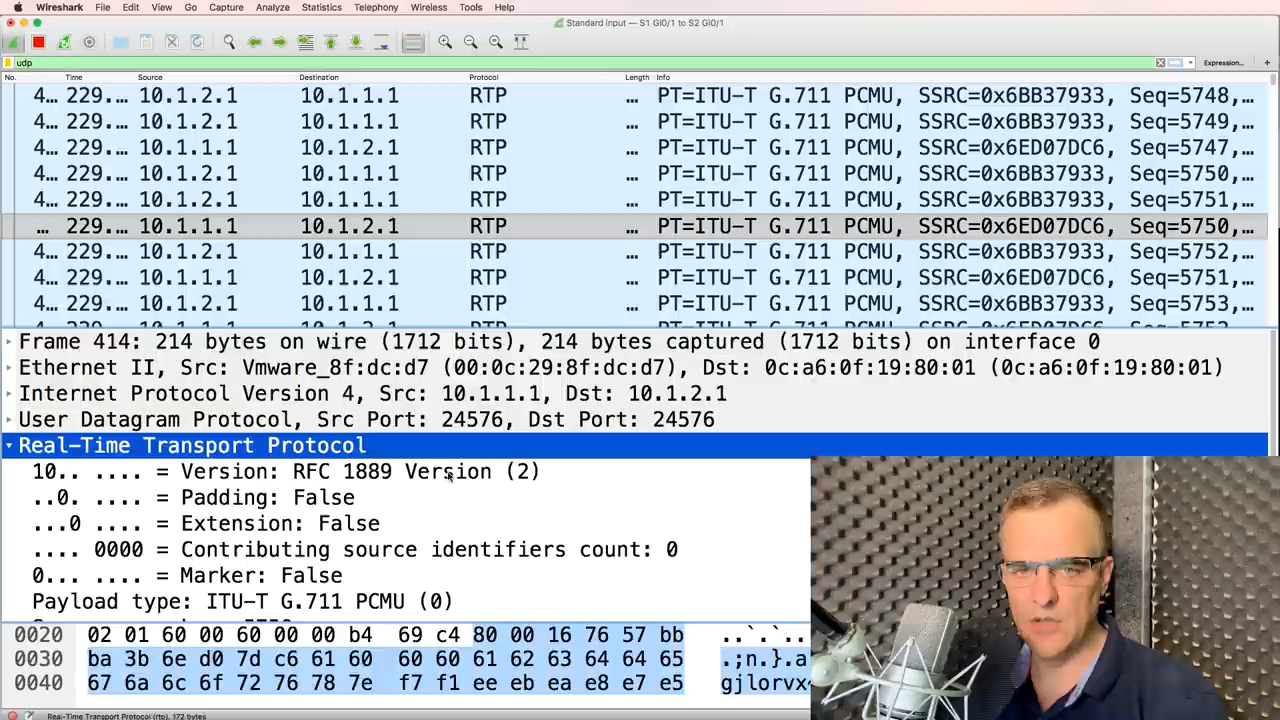 Wireshark File Edit View Go Capture Analyze Statistics Telephony Wireless Tools Help
Standard input — S1 Gi0/1 to S2 Gi0/1
udp Expression… +
No. Time Source Destination Protocol Length Info
4… 229.… 10.1.2.1 10.1.1.1 RTP … PT=ITU-T G.711 PCMU, SSRC=0x6BB37933, Seq=5748,…
4… 229.… 10.1.2.1 10.1.1.1 RTP … PT=ITU-T G.711 PCMU, SSRC=0x6BB37933, Seq=5749,…
4… 229.… 10.1.1.1 10.1.2.1 RTP … PT=ITU-T G.711 PCMU, SSRC=0x6ED07DC6, Seq=5747,…
4… 229.… 10.1.2.1 10.1.1.1 RTP … PT=ITU-T G.711 PCMU, SSRC=0x6BB37933, Seq=5750,…
4… 229.… 10.1.2.1 10.1.1.1 RTP … PT=ITU-T G.711 PCMU, SSRC=0x6BB37933, Seq=5751,…
… 229.… 10.1.1.1 10.1.2.1 RTP … PT=ITU-T G.711 PCMU, SSRC=0x6ED07DC6, Seq=5750,…
4… 229.… 10.1.2.1 10.1.1.1 RTP … PT=ITU-T G.711 PCMU, SSRC=0x6BB37933, Seq=5752,…
4… 229.… 10.1.1.1 10.1.2.1 RTP … PT=ITU-T G.711 PCMU, SSRC=0x6ED07DC6, Seq=5751,…
4… 229.… 10.1.2.1 10.1.1.1 RTP … PT=ITU-T G.711 PCMU, SSRC=0x6BB37933, Seq=5753,…
Frame 414: 214 bytes on wire (1712 bits), 214 bytes captured (1712 bits) on interface 0
Ethernet II, Src: Vmware_8f:dc:d7 (00:0c:29:8f:dc:d7), Dst: 0c:a6:0f:19:80:01 (0c:a6:0f:19:80:01)
Internet Protocol Version 4, Src: 10.1.1.1, Dst: 10.1.2.1
User Datagram Protocol, Src Port: 24576, Dst Port: 24576
Real-Time Transport Protocol
10.. .... = Version: RFC 1889 Version (2)
..0. .... = Padding: False
...0 .... = Extension: False
.... 0000 = Contributing source identifiers count: 0
0... .... = Marker: False
Payload type: ITU-T G.711 PCMU (0)
0020 02 01 60 00 60 00 00 b4 69 c4 80 00 16 76 57 bb ..`.`..
0030 ba 3b 6e d0 7d c6 61 60 60 60 61 62 63 64 64 65 .;n.}.a
0040 67 6a 6c 6f 72 76 78 7e f7 f1 ee eb ea e8 e7 e5 gjlorvx
Real-Time Transport Protocol (rtp), 172 bytes